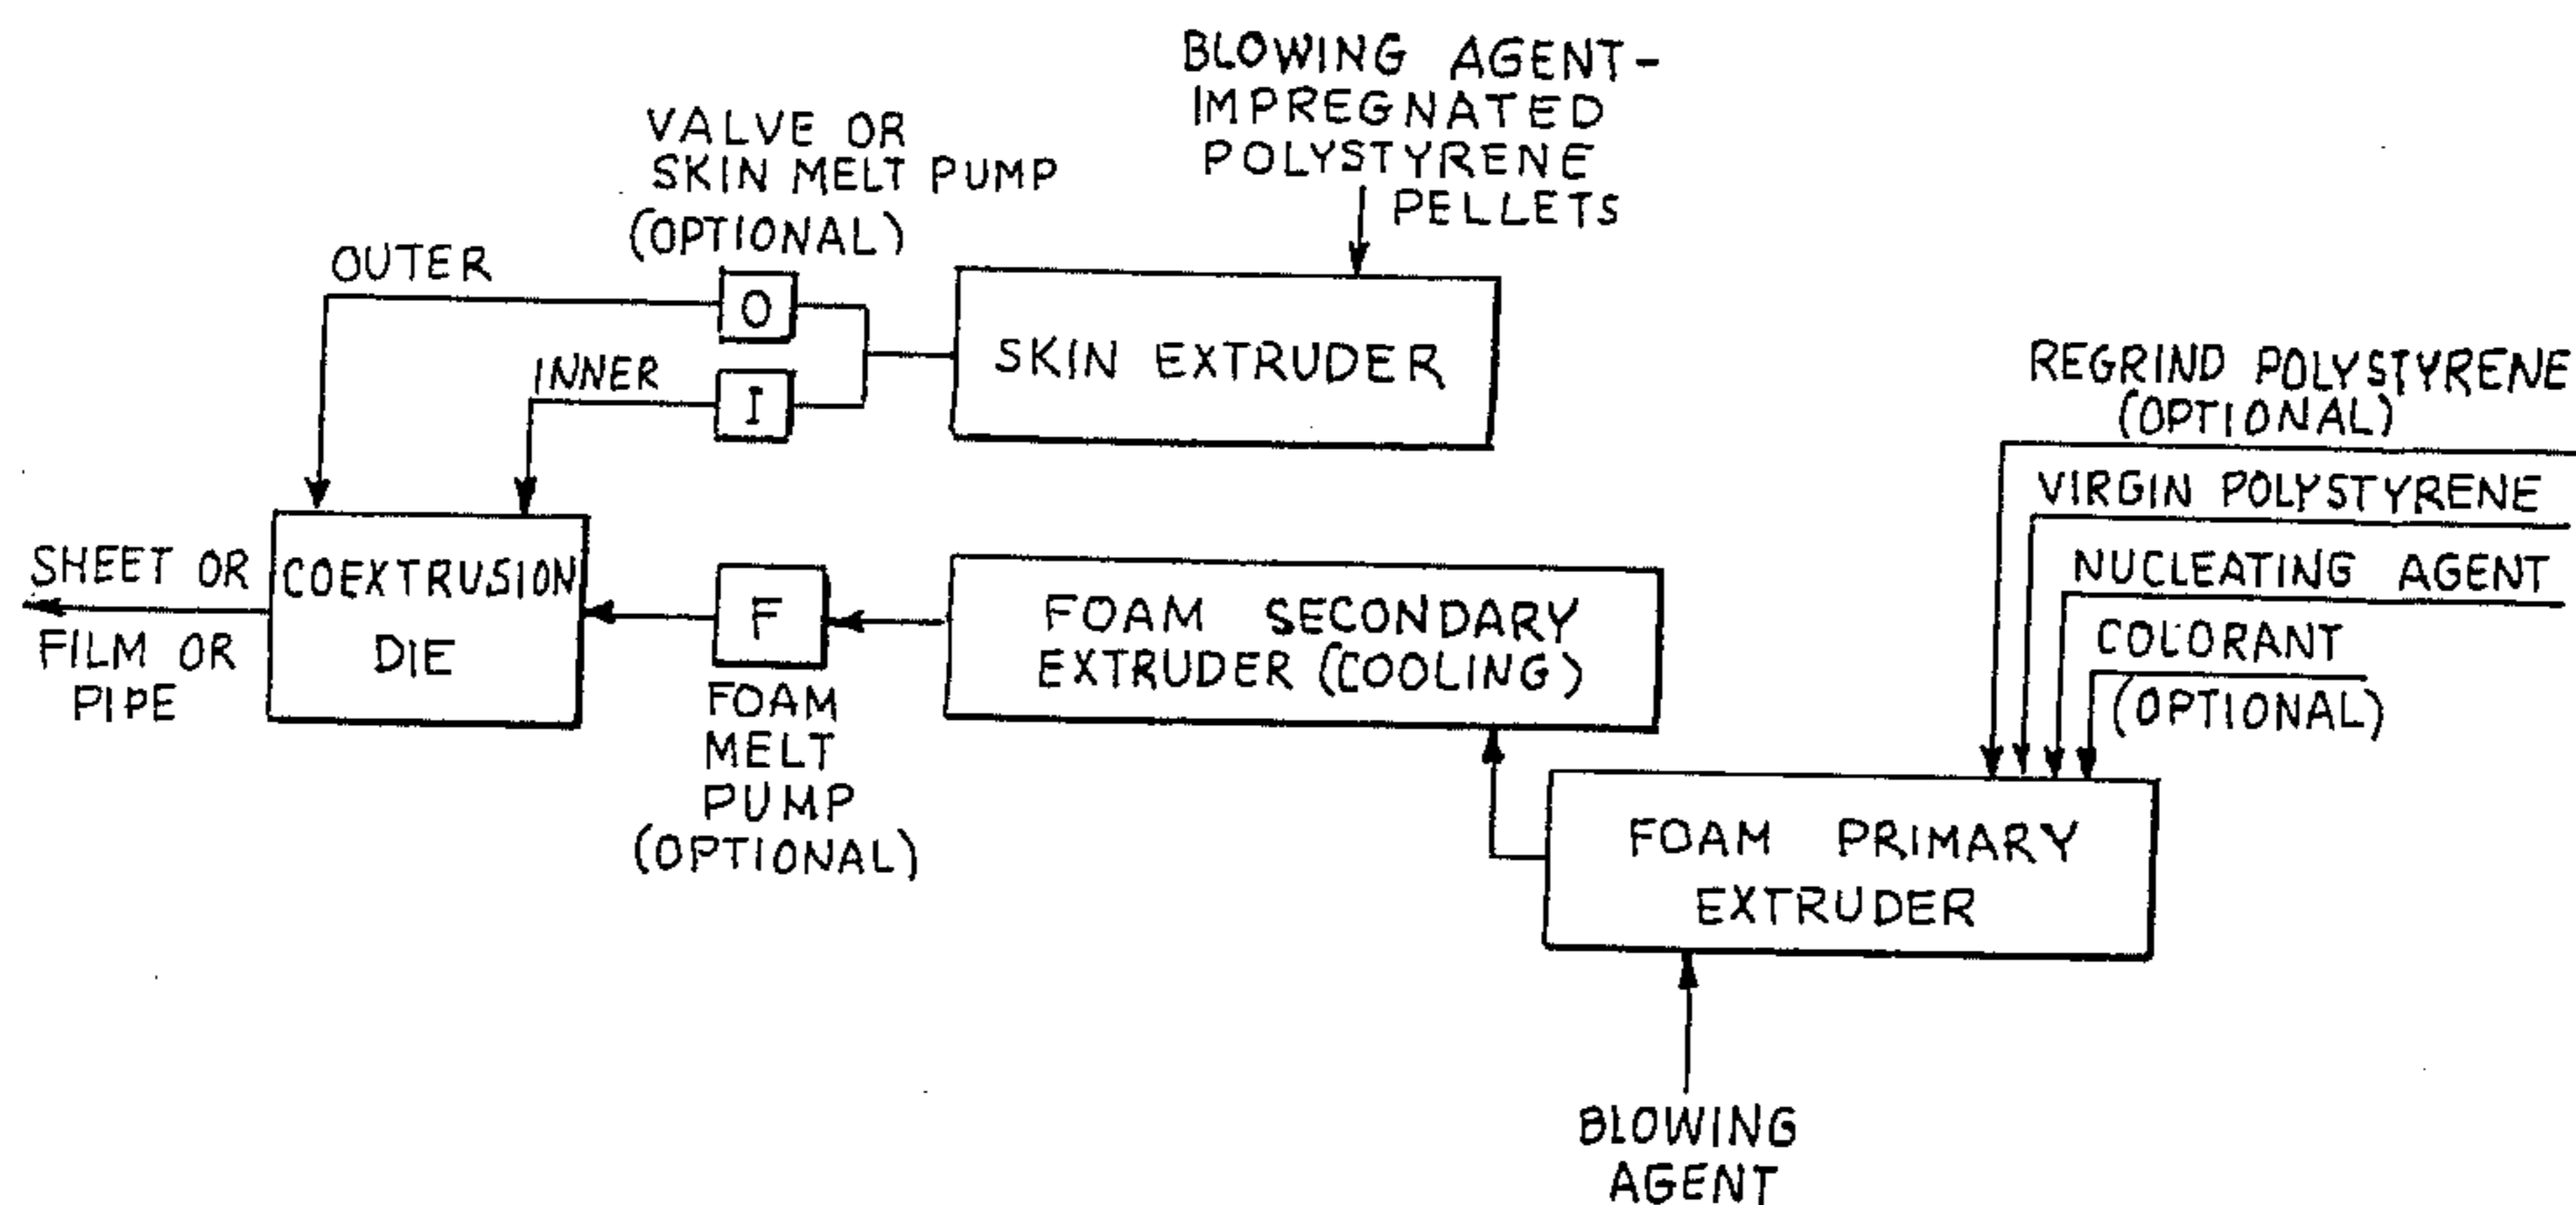 BLOWING AGENT-
IMPREGNATED
POLYSTYRENE
PELLETS
VALVE OR
SKIN MELT PUMP
(OPTIONAL)
OUTER
O
INNER
I
SKIN EXTRUDER
REGRIND POLYSTYRENE
(OPTIONAL)
VIRGIN POLYSTYRENE
NUCLEATING AGENT
COLORANT
(OPTIONAL)
SHEET OR
FILM OR
PIPE
COEXTRUSION
DIE
F
FOAM
MELT
PUMP
(OPTIONAL)
FOAM SECONDARY
EXTRUDER (COOLING)
FOAM PRIMARY
EXTRUDER
BLOWING
AGENT